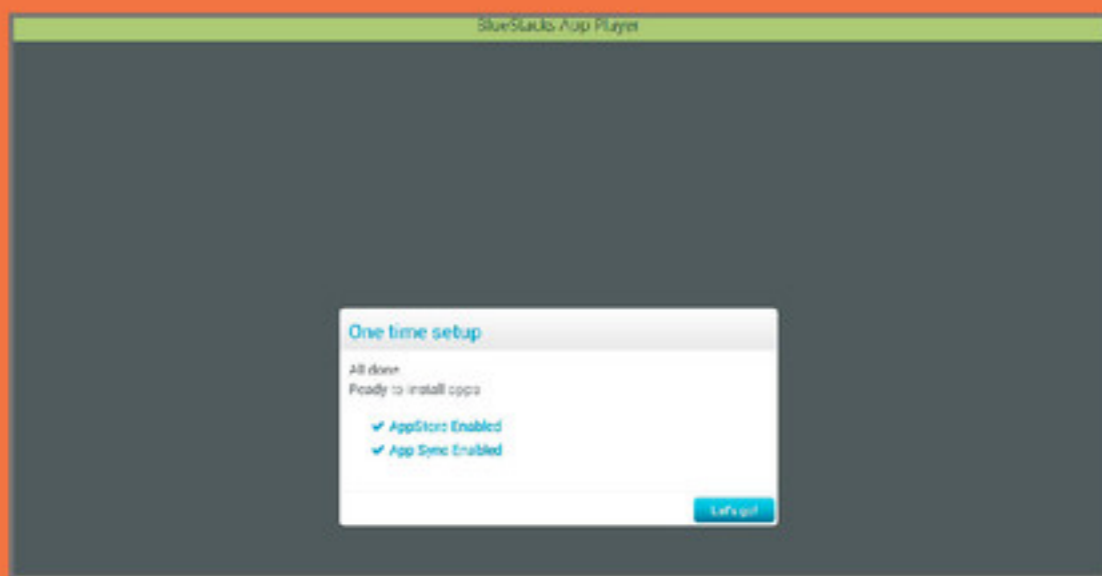 BlueStacks App Player
One time setup
All done
Ready to install apps
✔ AppStore Enabled
✔ App Sync Enabled
Let's go!